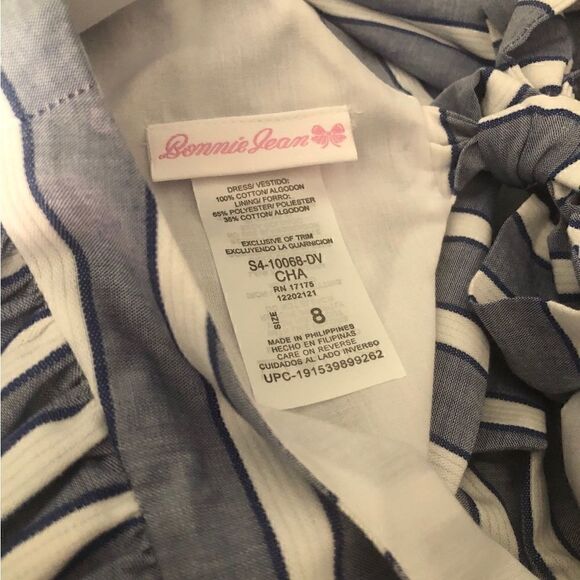 Bonnie Jean
DRESS/ VESTIDO:
100% COTTON/ ALGODON
LINING/ FORRO:
65% POLYESTER/ POLIESTER
35% COTTON/ ALGODON
EXCLUSIVE OF TRIM
EXCLUYENDO LA GUARNICION
S4-10068-DV
CHA
RN 17175
12202121
SIZE 8
MADE IN PHILIPPINES
HECHO EN FILIPINAS
CARE ON REVERSE
CUIDADOS AL LADO INVERSO
UPC-191539899262